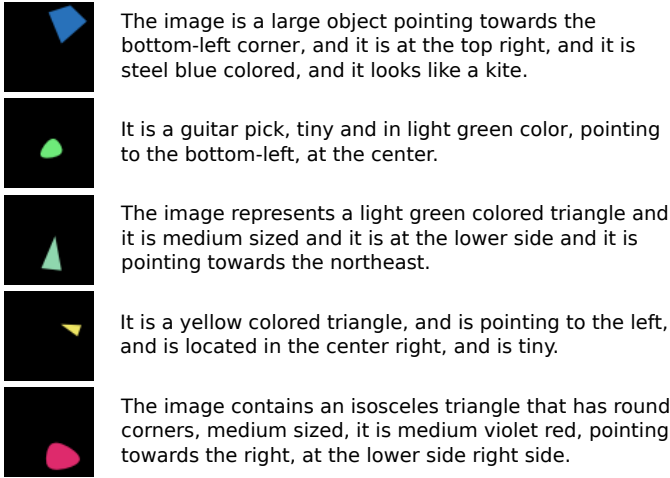 The image is a large object pointing towards the
bottom-left corner, and it is at the top right, and it is
steel blue colored, and it looks like a kite.
It is a guitar pick, tiny and in light green color, pointing
to the bottom-left, at the center.
The image represents a light green colored triangle and
it is medium sized and it is at the lower side and it is
pointing towards the northeast.
It is a yellow colored triangle, and is pointing to the left,
and is located in the center right, and is tiny.
The image contains an isosceles triangle that has round
corners, medium sized, it is medium violet red, pointing
towards the right, at the lower side right side.